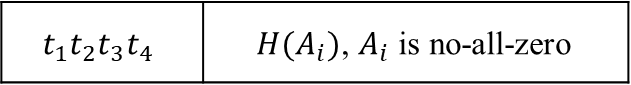 t₁t₂t₃t₄ H(Aᵢ), Aᵢ is no-all-zero